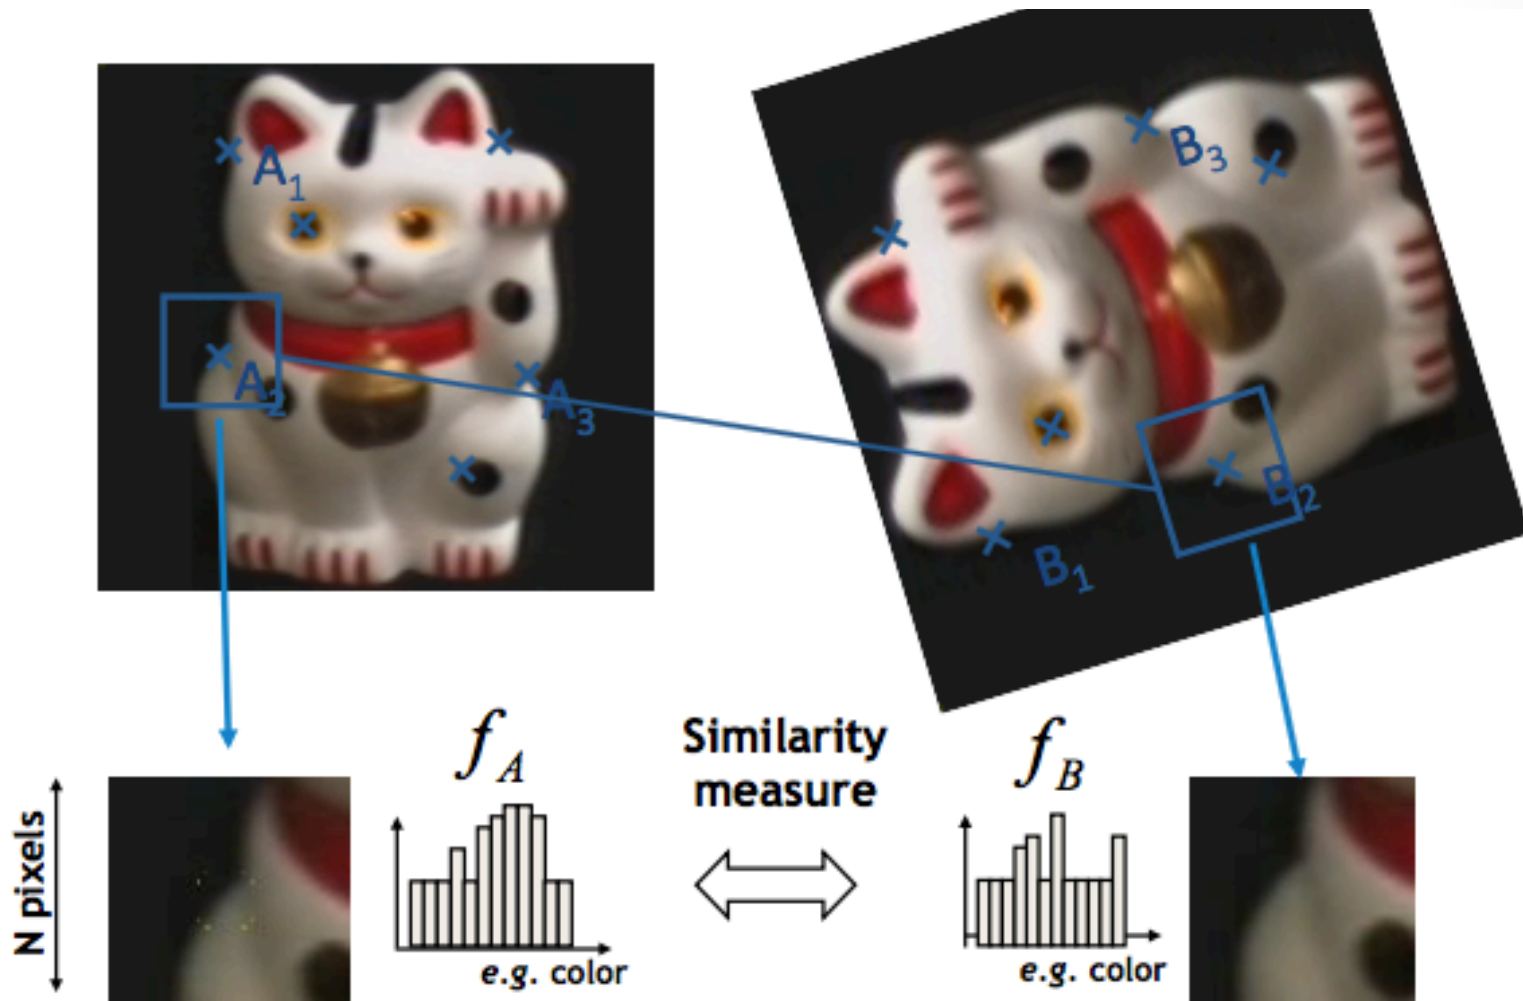 A1
A2
A3
B3
B2
B1
fA
Similarity
measure
fB
N pixels
e.g. color
e.g. color